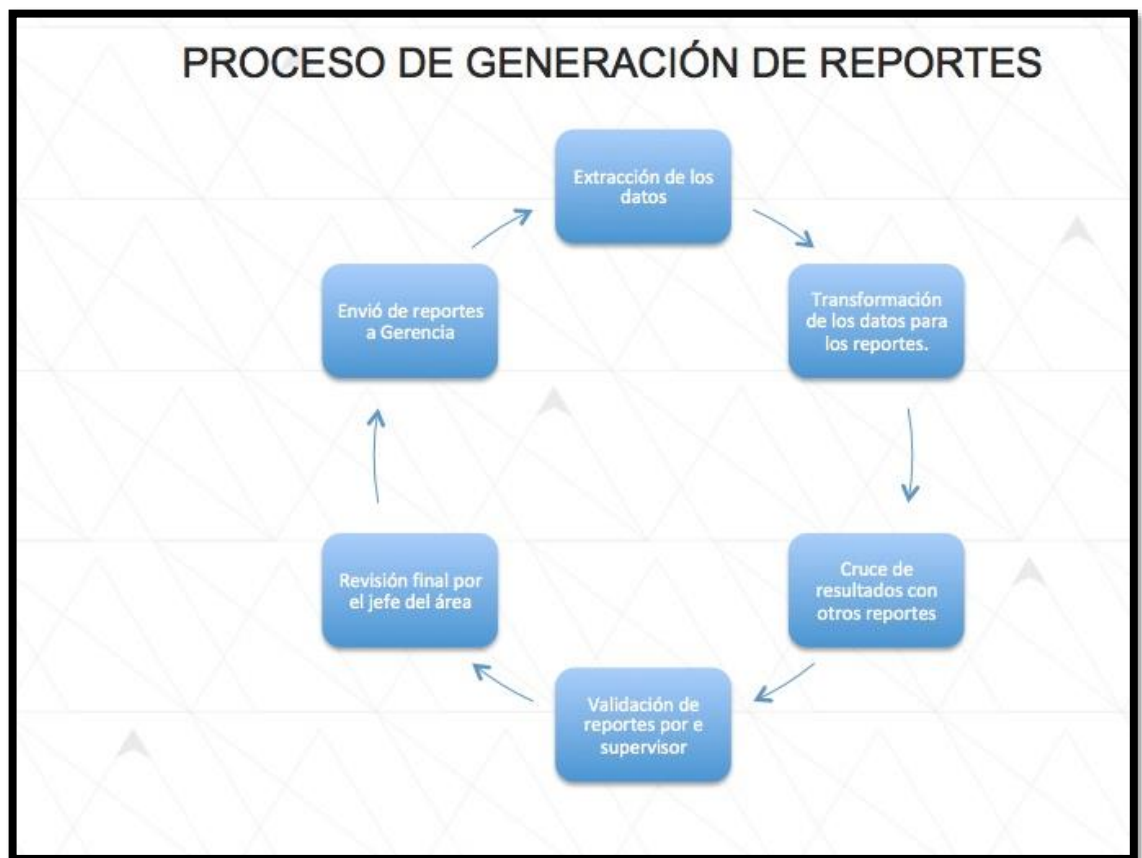 PROCESO DE GENERACIÓN DE REPORTES
Extracción de los
datos
Transformación
de los datos para
los reportes.
Cruce de
resultados con
otros reportes
Validación de
reportes por e
supervisor
Revisión final por
el jefe del área
Envió de reportes
a Gerencia